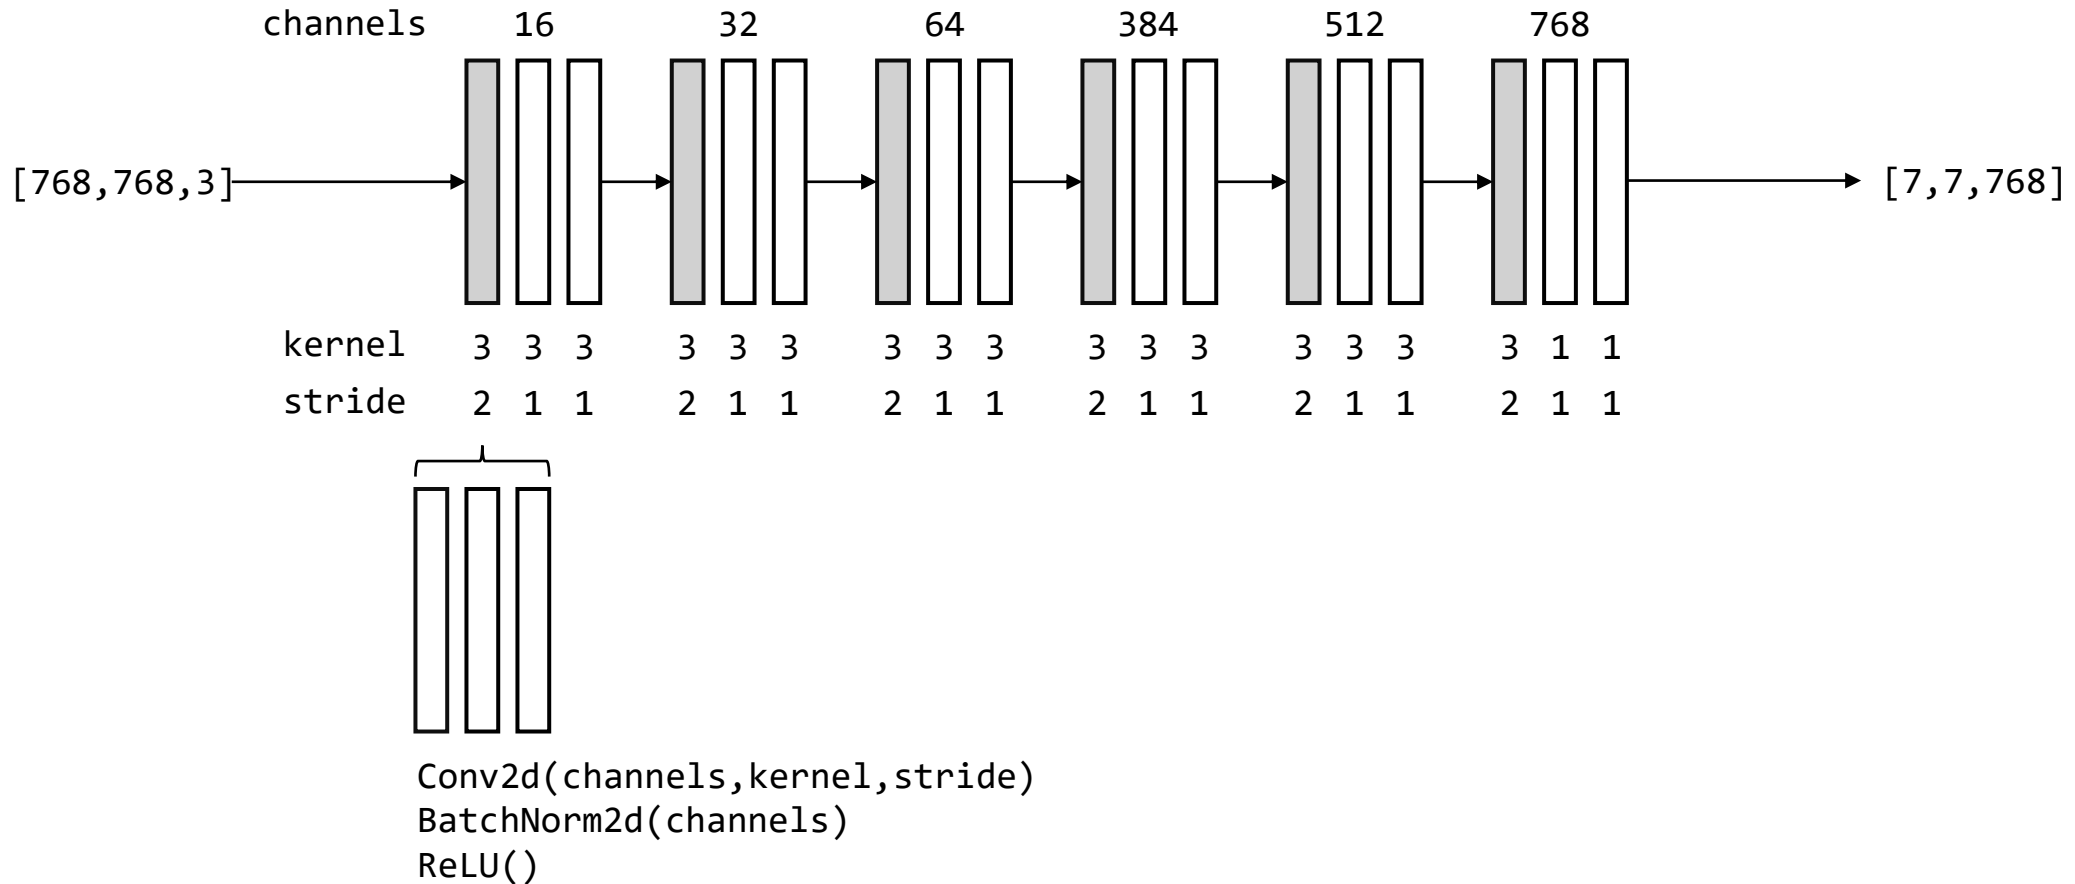 channels 16 32 64 384 512 768
[768,768,3] [7,7,768]
kernel 3 3 3 3 3 3 3 3 3 3 3 3 3 3 3 3 1 1
stride 2 1 1 2 1 1 2 1 1 2 1 1 2 1 1 2 1 1
Conv2d(channels,kernel,stride)
BatchNorm2d(channels)
ReLU()